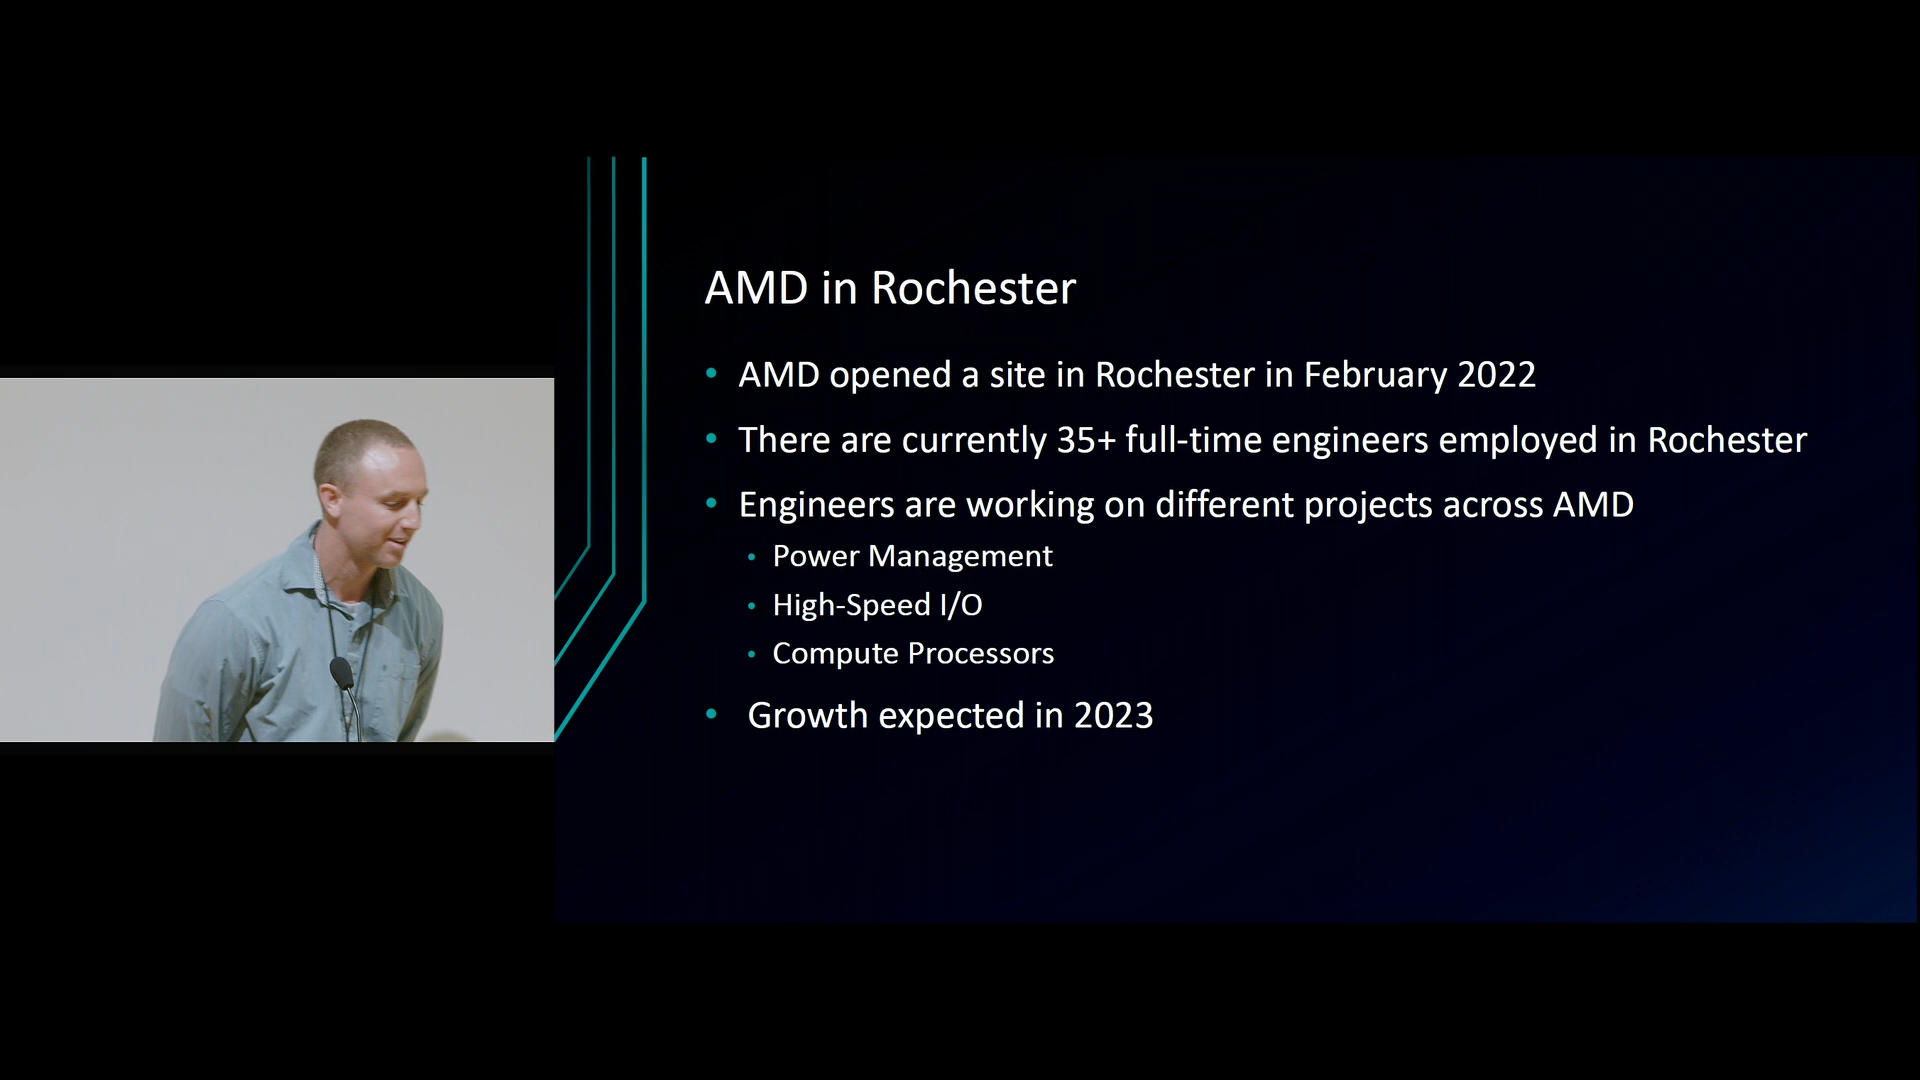 AMD in Rochester
• AMD opened a site in Rochester in February 2022
• There are currently 35+ full-time engineers employed in Rochester
• Engineers are working on different projects across AMD
• Power Management
• High-Speed I/O
• Compute Processors
• Growth expected in 2023